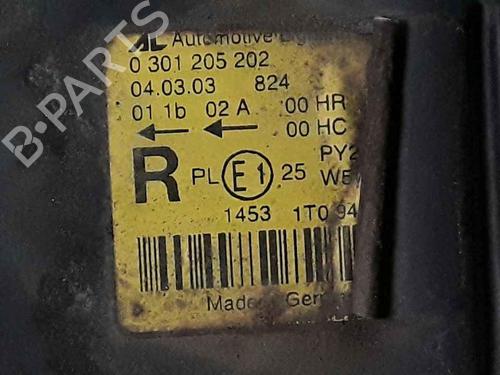 AL Automotive
0 301 205 202
04.03.03 824
01 1b 02 A 00 HR
00 HC
R PL E1 25
1453 1T0 94
Made
B-PARTS